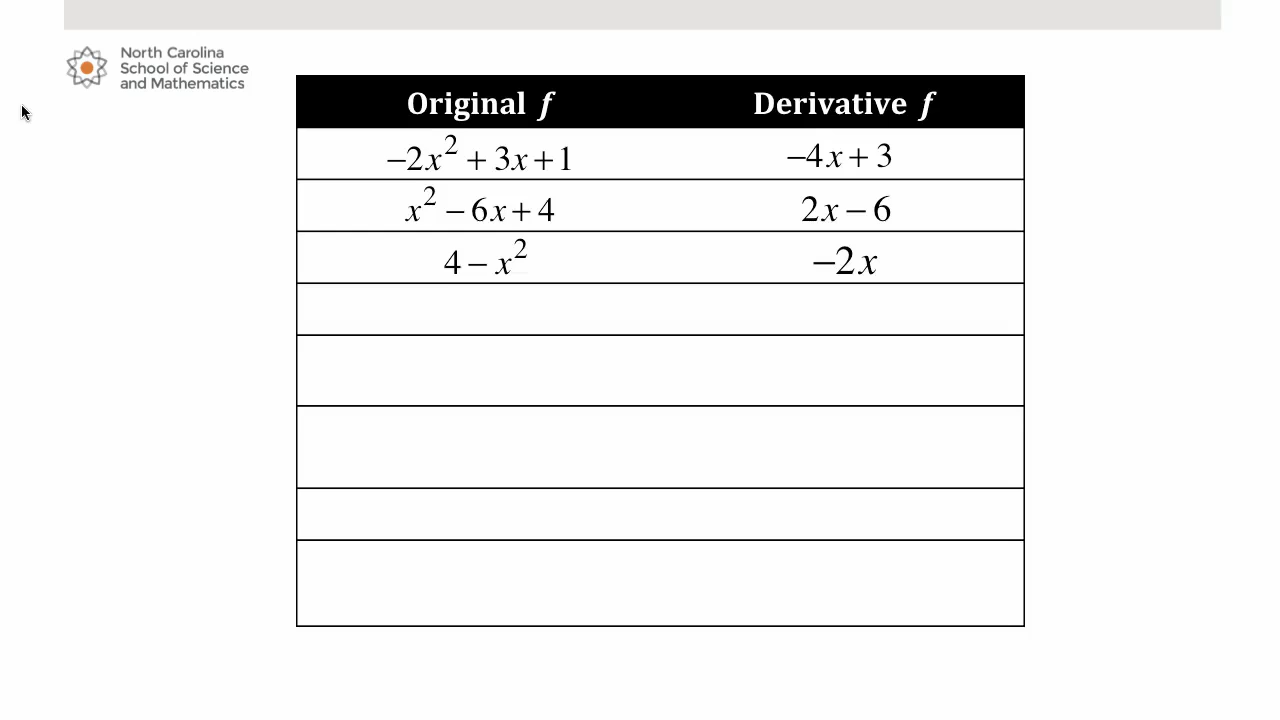 North Carolina
School of Science
and Mathematics
Original f Derivative f
−2x² + 3x + 1 −4x + 3
x² − 6x + 4 2x − 6
4 − x² −2x